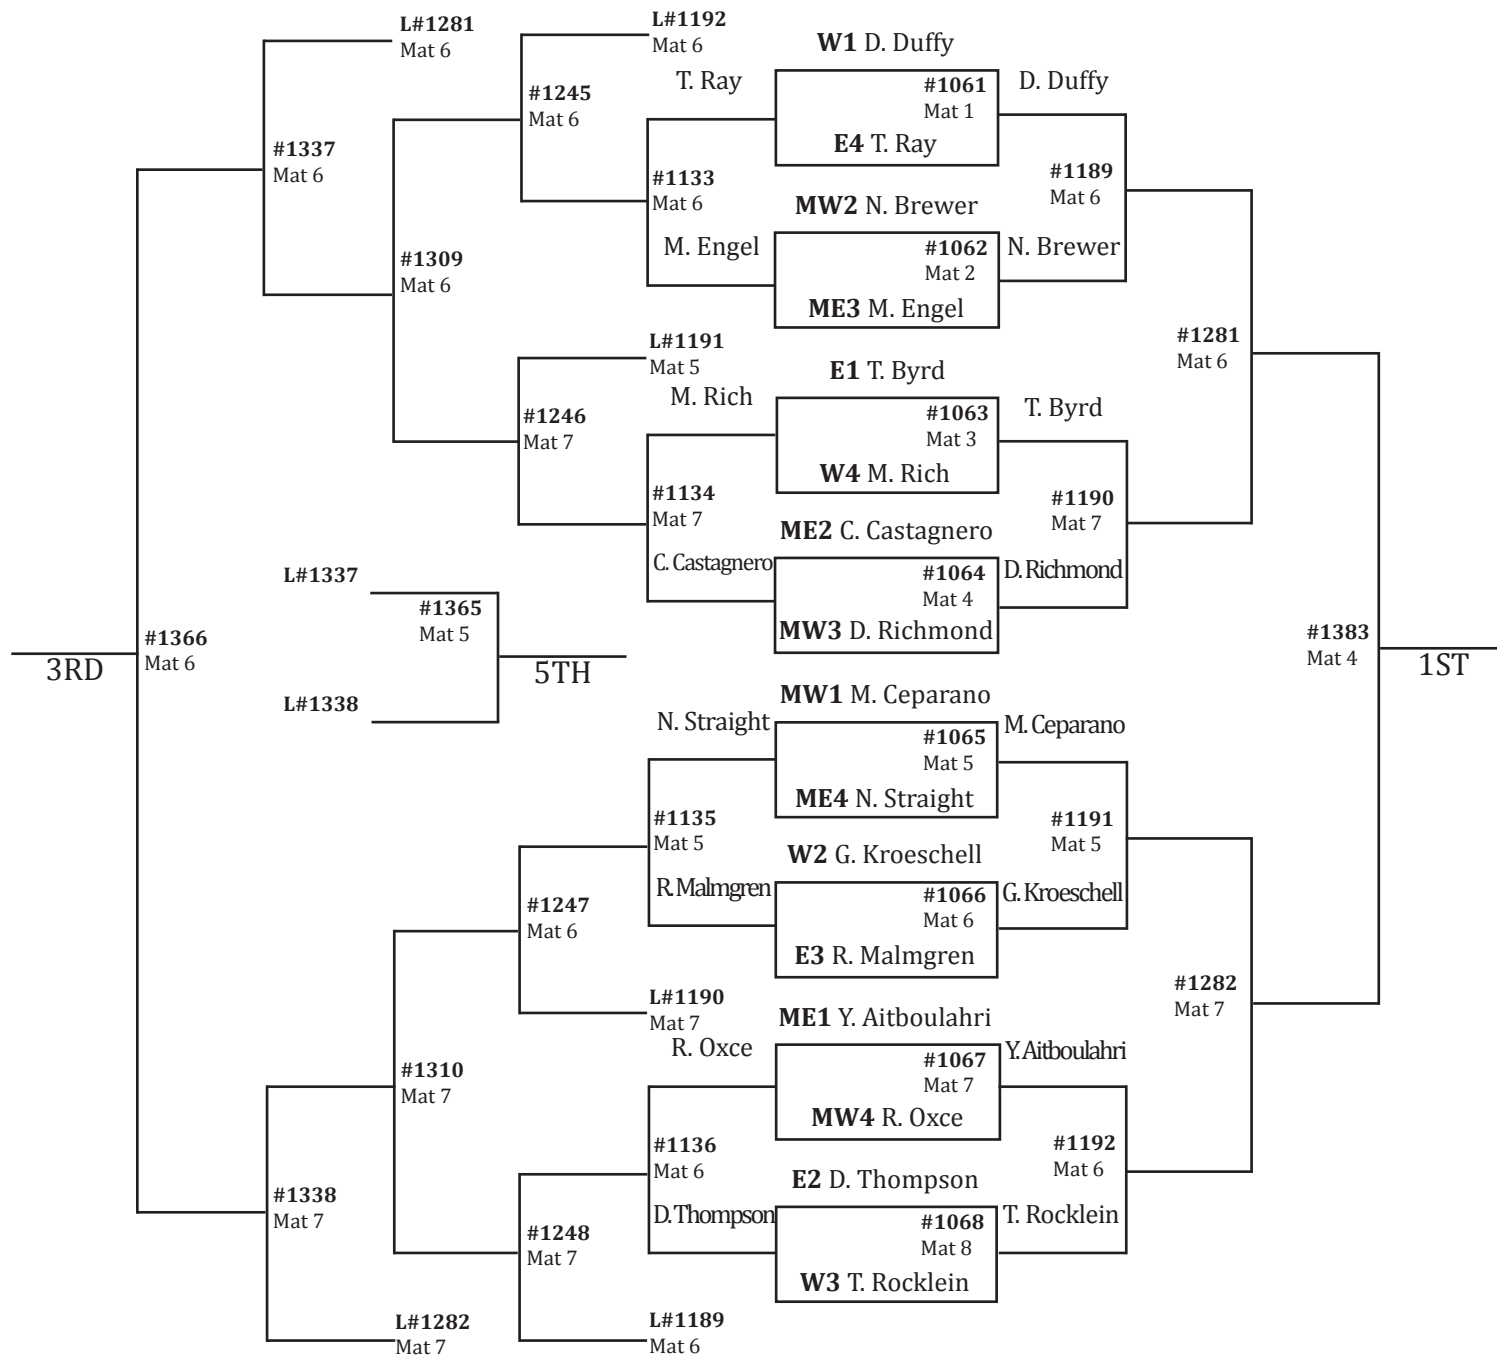 L#1281
Mat 6
L#1192
Mat 6
W1 D. Duffy
T. Ray
#1061
Mat 1
D. Duffy
#1245
Mat 6
E4 T. Ray
#1337
Mat 6
#1133
Mat 6
#1189
Mat 6
MW2 N. Brewer
M. Engel
#1062
Mat 2
N. Brewer
#1309
Mat 6
ME3 M. Engel
L#1191
Mat 5
#1281
Mat 6
E1 T. Byrd
M. Rich
#1063
Mat 3
T. Byrd
#1246
Mat 7
W4 M. Rich
#1134
Mat 7
#1190
Mat 7
ME2 C. Castagnero
C. Castagnero
#1064
Mat 4
D. Richmond
L#1337
#1365
Mat 5
MW3 D. Richmond
#1366
Mat 6
3RD
5TH
#1383
Mat 4
1ST
L#1338
MW1 M. Ceparano
N. Straight
#1065
Mat 5
M. Ceparano
ME4 N. Straight
#1135
Mat 5
#1191
Mat 5
W2 G. Kroeschell
R. Malmgren
#1066
Mat 6
G. Kroeschell
#1247
Mat 6
E3 R. Malmgren
L#1190
Mat 7
#1282
Mat 7
ME1 Y. Aitboulahri
R. Oxce
#1067
Mat 7
Y. Aitboulahri
#1310
Mat 7
MW4 R. Oxce
#1136
Mat 6
#1192
Mat 6
E2 D. Thompson
#1338
Mat 7
D. Thompson
#1068
Mat 8
T. Rocklein
#1248
Mat 7
W3 T. Rocklein
L#1282
Mat 7
L#1189
Mat 6